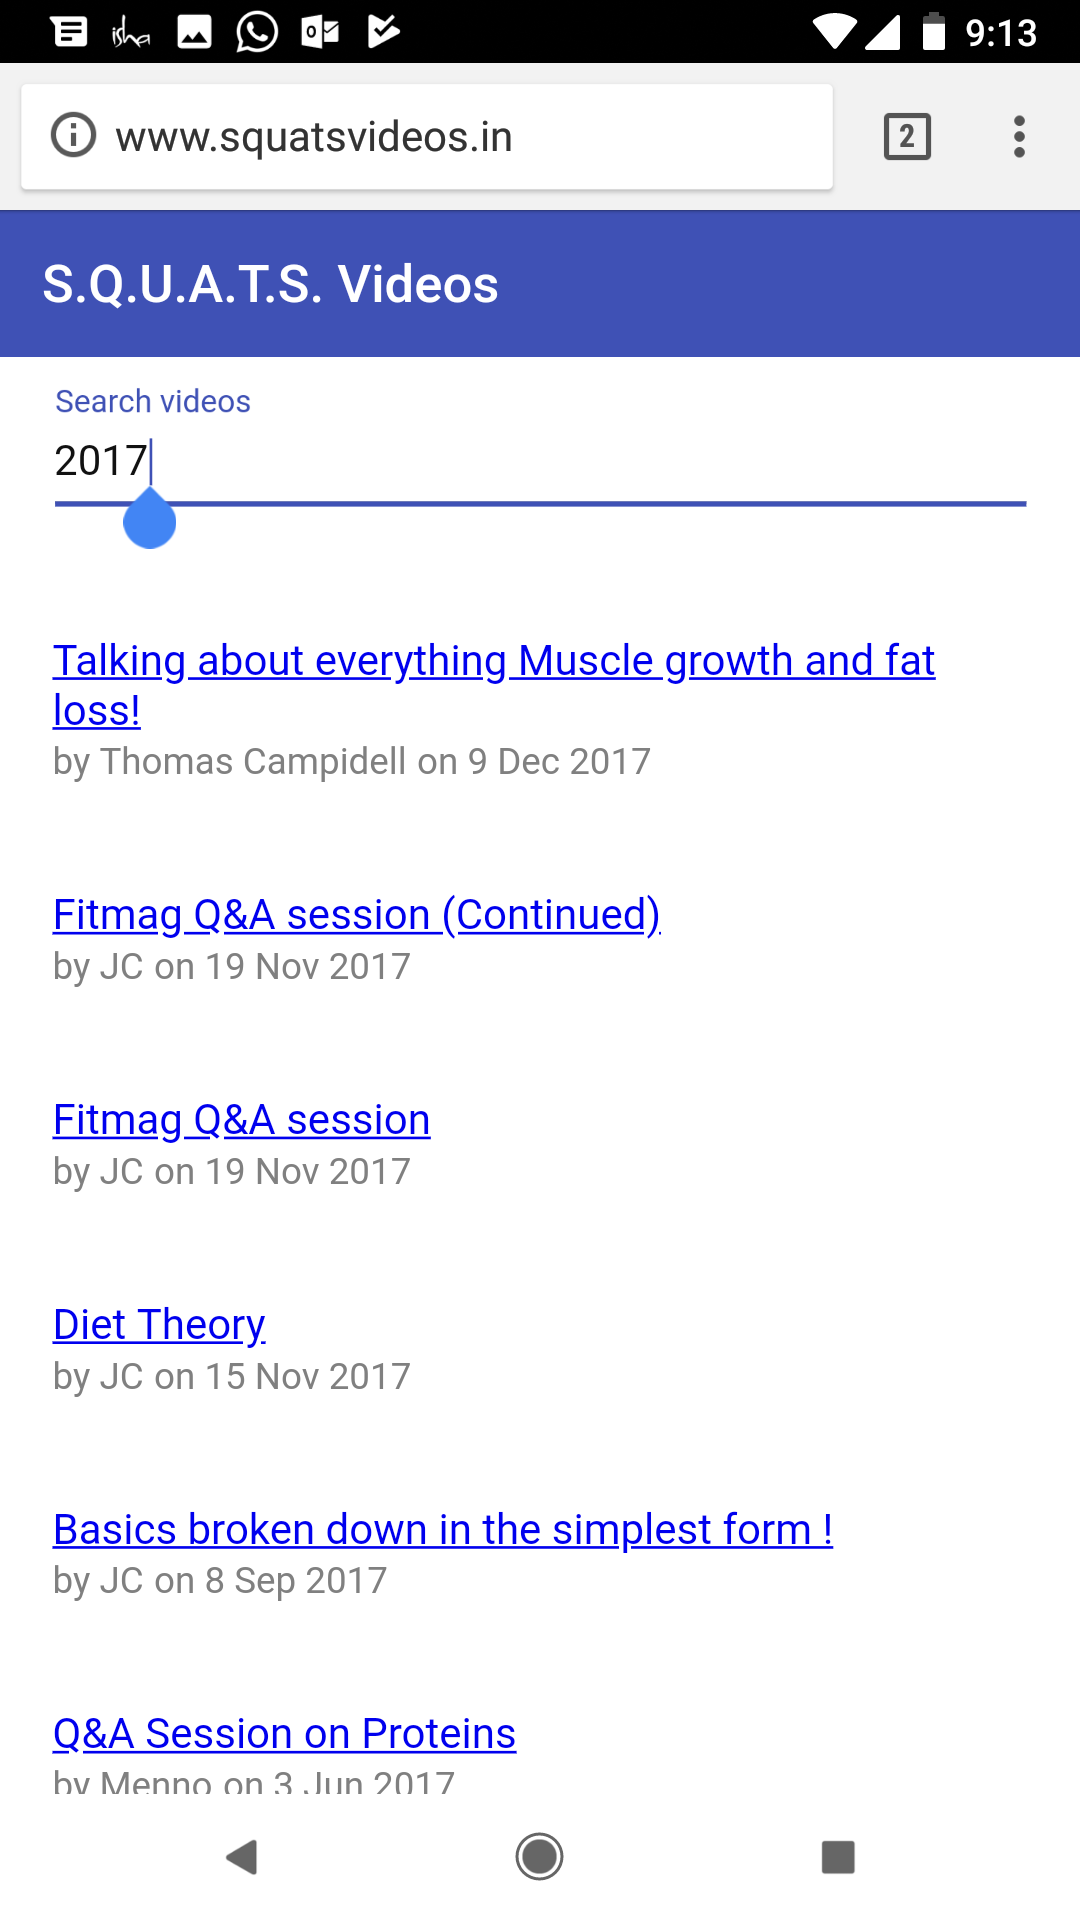 isha
9:13
www.squatsvideos.in
2
S.Q.U.A.T.S. Videos
Search videos
2017
Talking about everything Muscle growth and fat
loss!
by Thomas Campidell on 9 Dec 2017
Fitmag Q&A session (Continued)
by JC on 19 Nov 2017
Fitmag Q&A session
by JC on 19 Nov 2017
Diet Theory
by JC on 15 Nov 2017
Basics broken down in the simplest form !
by JC on 8 Sep 2017
Q&A Session on Proteins
by Menno on 3 Jun 2017